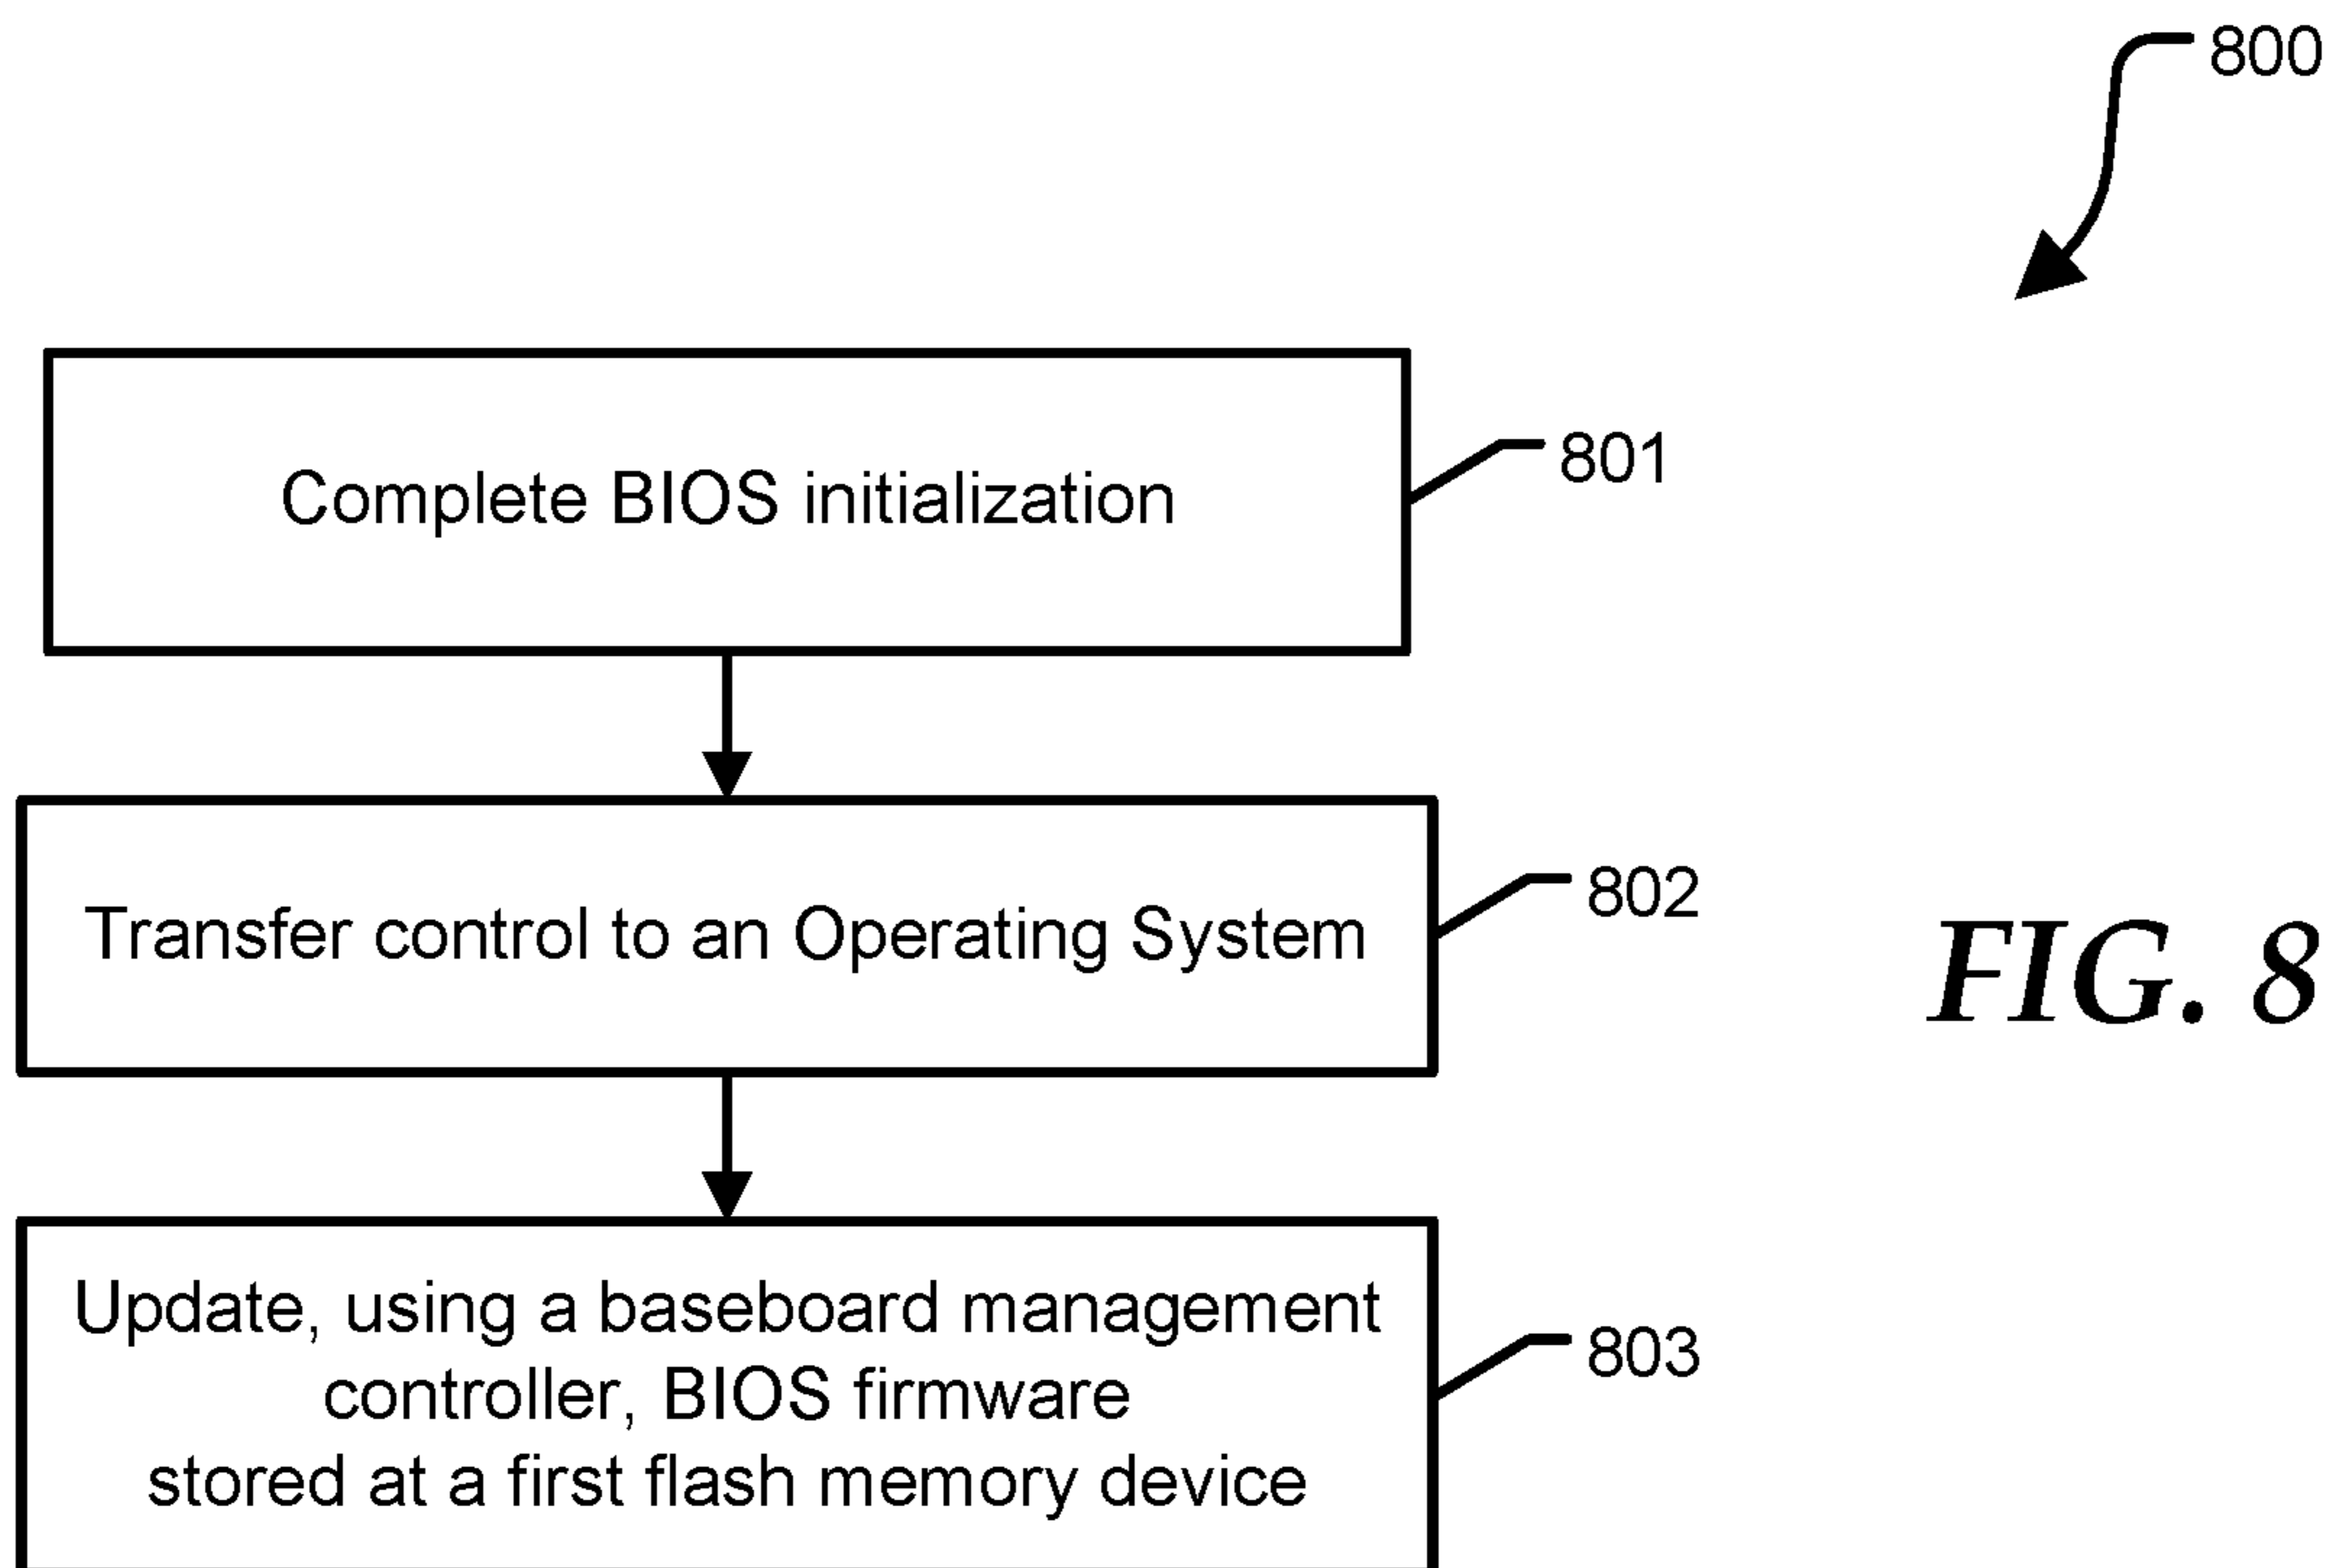 800
Complete BIOS initialization
801
Transfer control to an Operating System
802
FIG. 8
Update, using a baseboard management
controller, BIOS firmware
stored at a first flash memory device
803